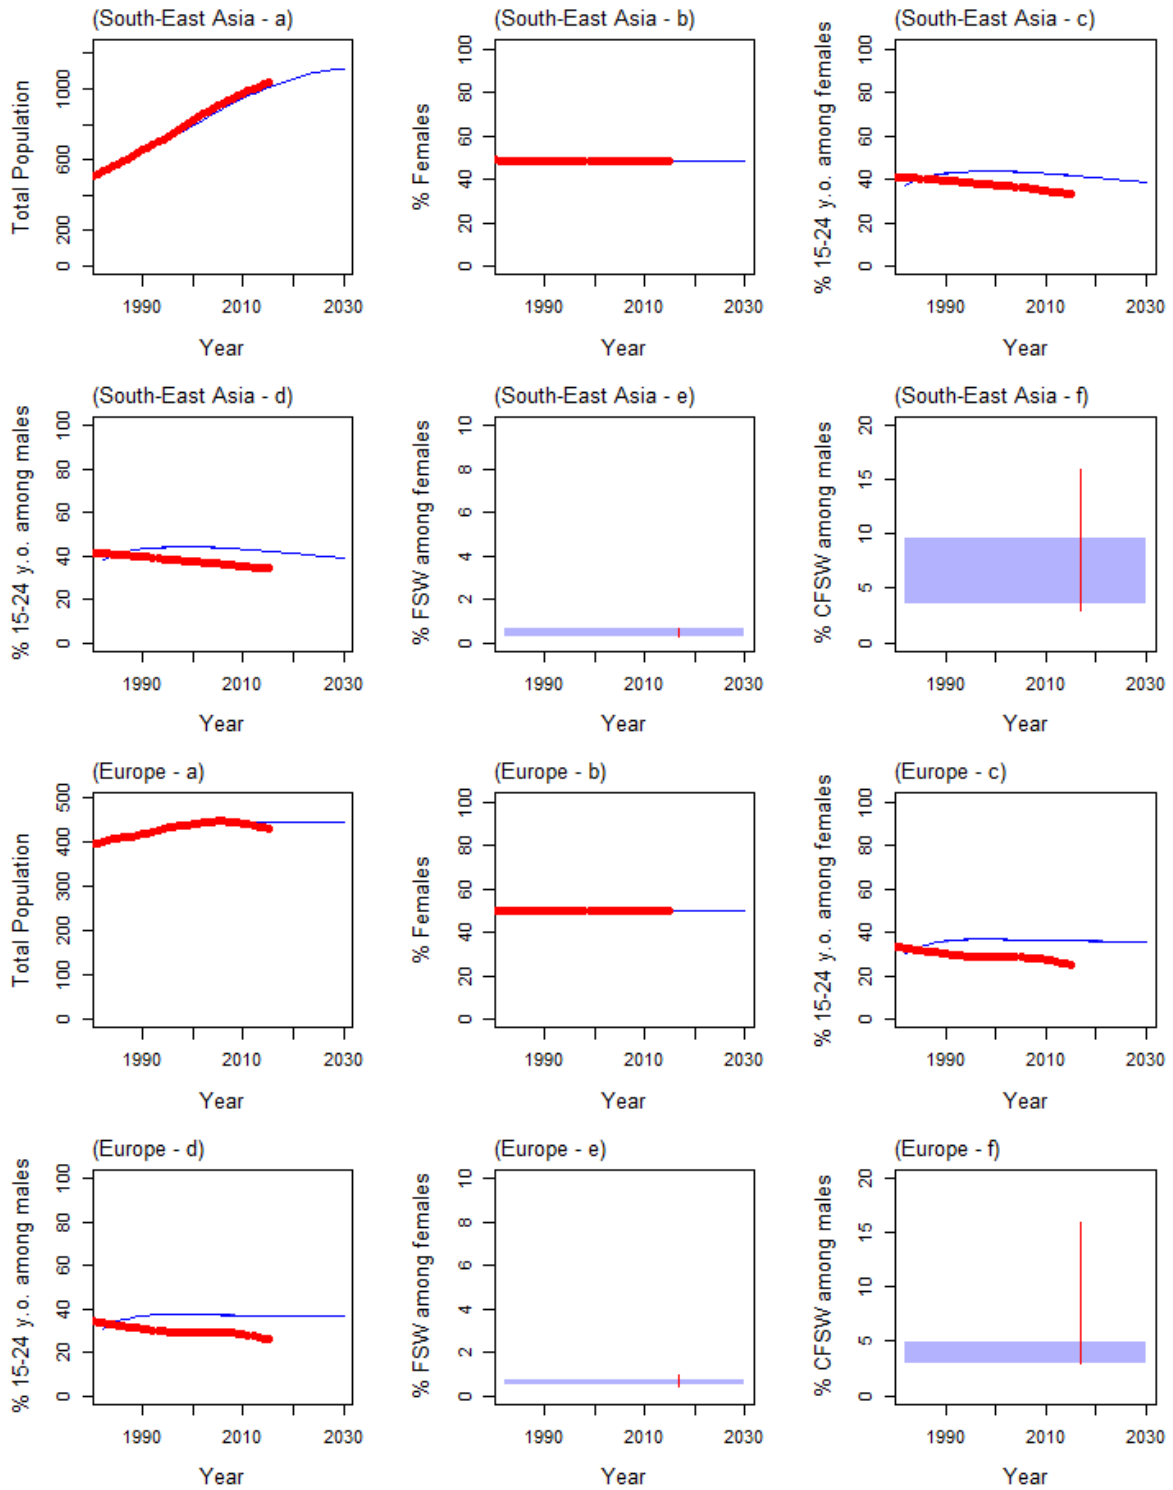 (South-East Asia - a)
Total Population
0 200 600 1000
1990 2010 2030
Year
(South-East Asia - b)
% Females
0 20 40 60 80 100
1990 2010 2030
Year
(South-East Asia - c)
% 15-24 y.o. among females
0 20 40 60 80 100
1990 2010 2030
Year
(South-East Asia - d)
% 15-24 y.o. among males
0 20 40 60 80 100
1990 2010 2030
Year
(South-East Asia - e)
% FSW among females
0 2 4 6 8 10
1990 2010 2030
Year
(South-East Asia - f)
% CFSW among males
0 5 10 15 20
1990 2010 2030
Year
(Europe - a)
Total Population
0 100 200 300 400 500
1990 2010 2030
Year
(Europe - b)
% Females
0 20 40 60 80 100
1990 2010 2030
Year
(Europe - c)
% 15-24 y.o. among females
0 20 40 60 80 100
1990 2010 2030
Year
(Europe - d)
% 15-24 y.o. among males
0 20 40 60 80 100
1990 2010 2030
Year
(Europe - e)
% FSW among females
0 2 4 6 8 10
1990 2010 2030
Year
(Europe - f)
% CFSW among males
0 5 10 15 20
1990 2010 2030
Year